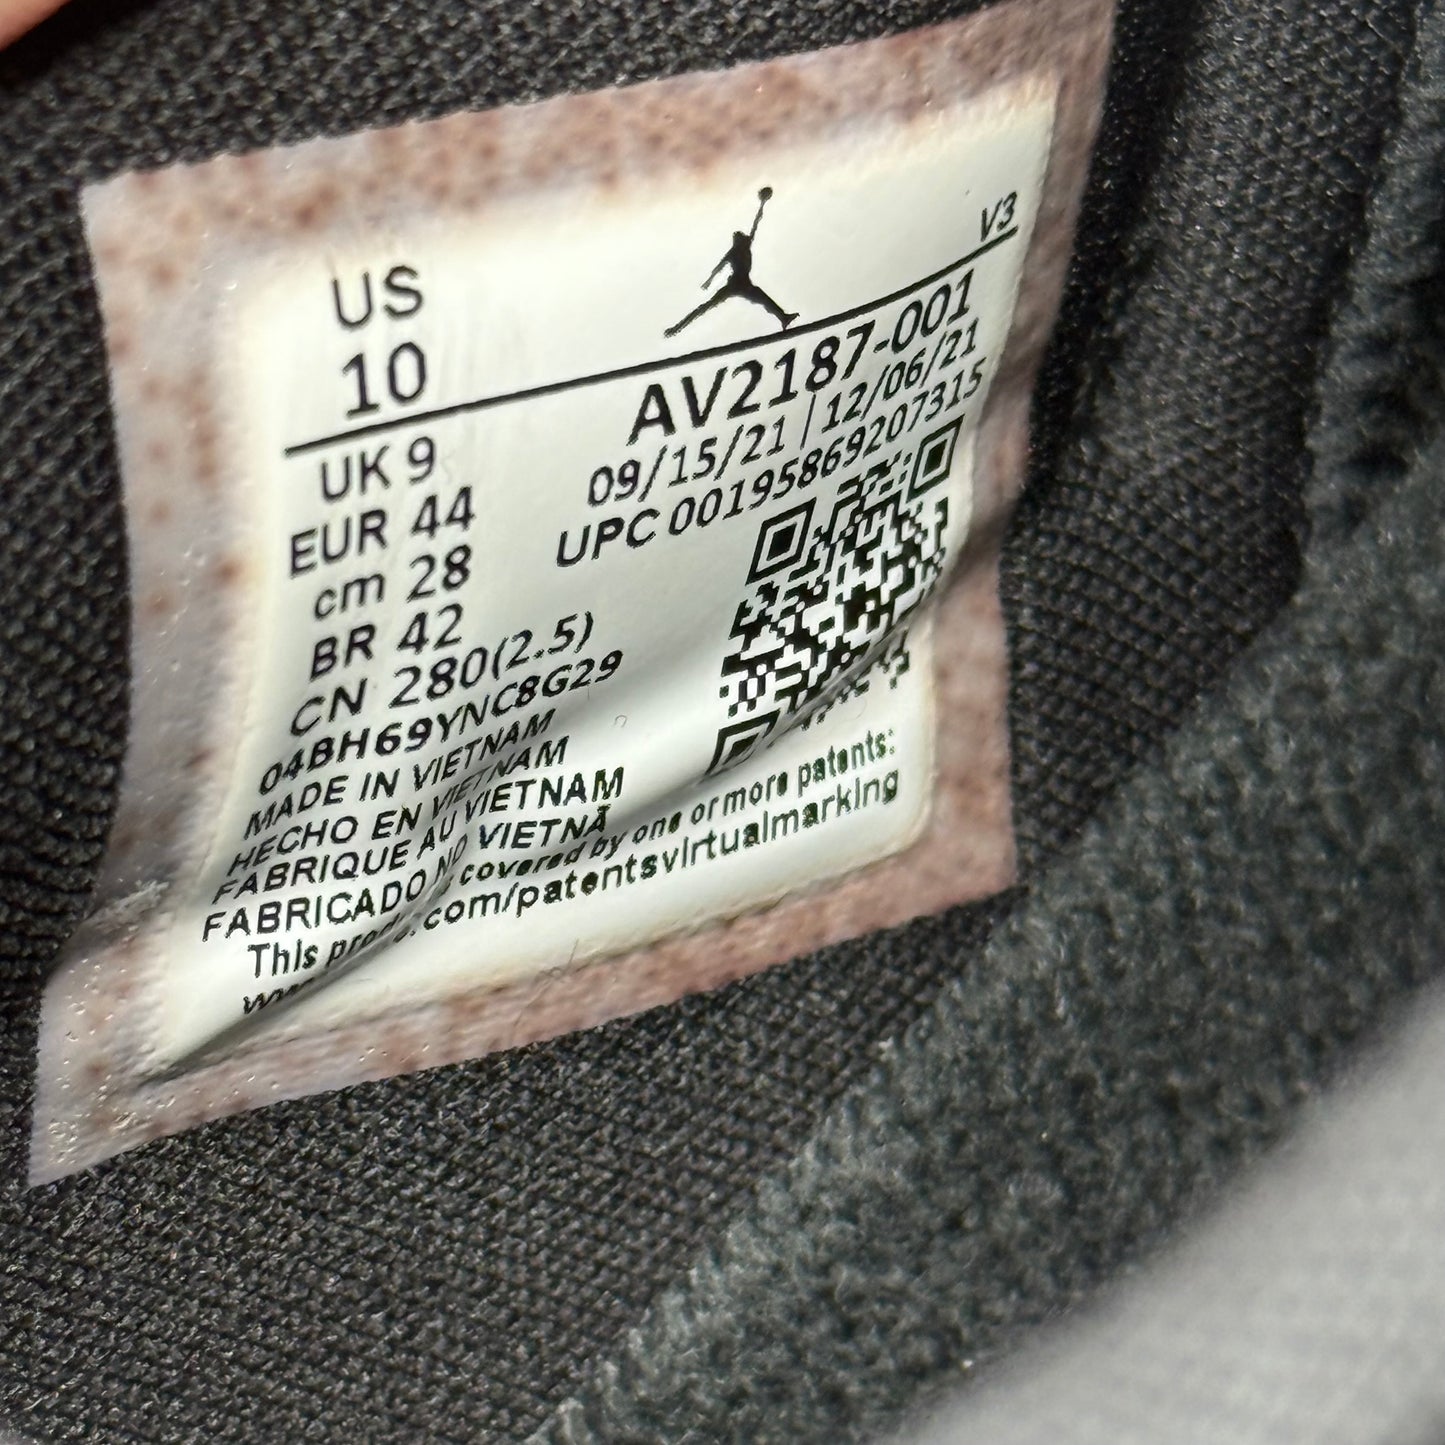 US
10
V3
AV2187-001
09/15/21 | 12/06/21
UPC 00195869207315
UK 9
EUR 44
cm 28
BR 42
CN 280(2.5)
04BH69YNC8G29
MADE IN VIETNAM
HECHO EN VIETNAM
FABRIQUE AU VIETNAM
FABRICADO NO VIETNÃ
This covered by one or more patents:
.com/patentsvirtualmarking